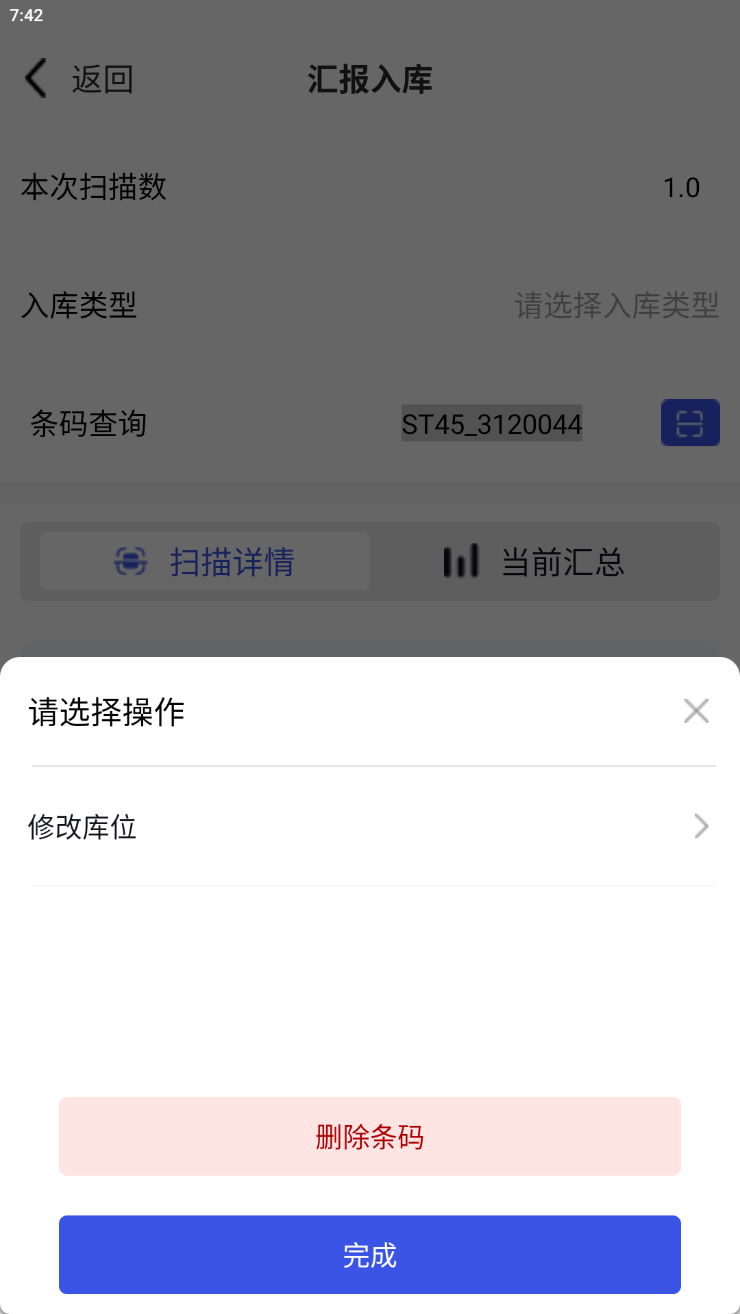 7:42
返回
汇报入库
本次扫描数
1.0
入库类型
请选择入库类型
条码查询
ST45_3120044
扫描详情
当前汇总
请选择操作
修改库位
删除条码
完成